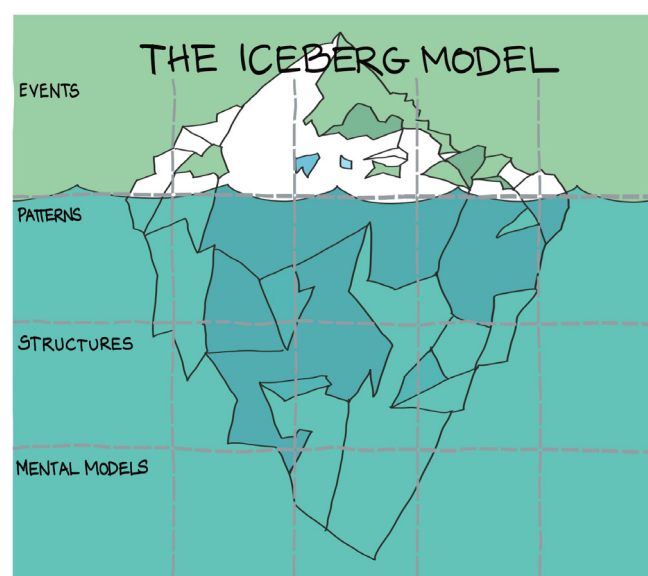 THE ICEBERG MODEL
EVENTS
PATTERNS
STRUCTURES
MENTAL MODELS